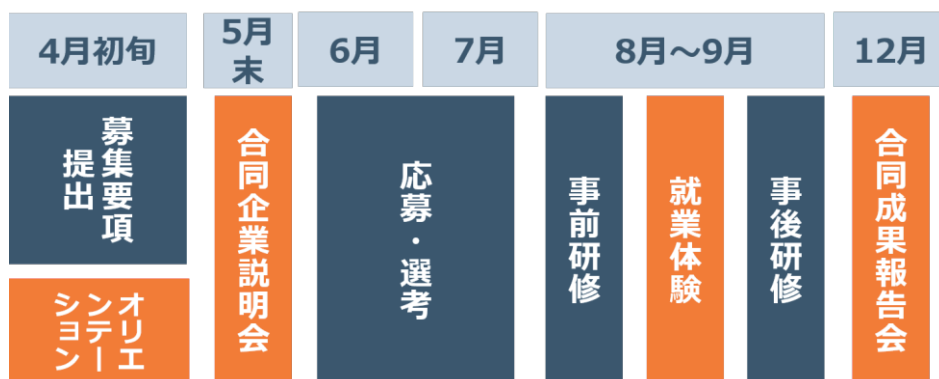 4月初旬
5月
末
6月
7月
8月～9月
12月
募集要項
提出
オリエ
ンテー
ション
合同企業説明会
応募・選考
事前研修
就業体験
事後研修
合同成果報告会